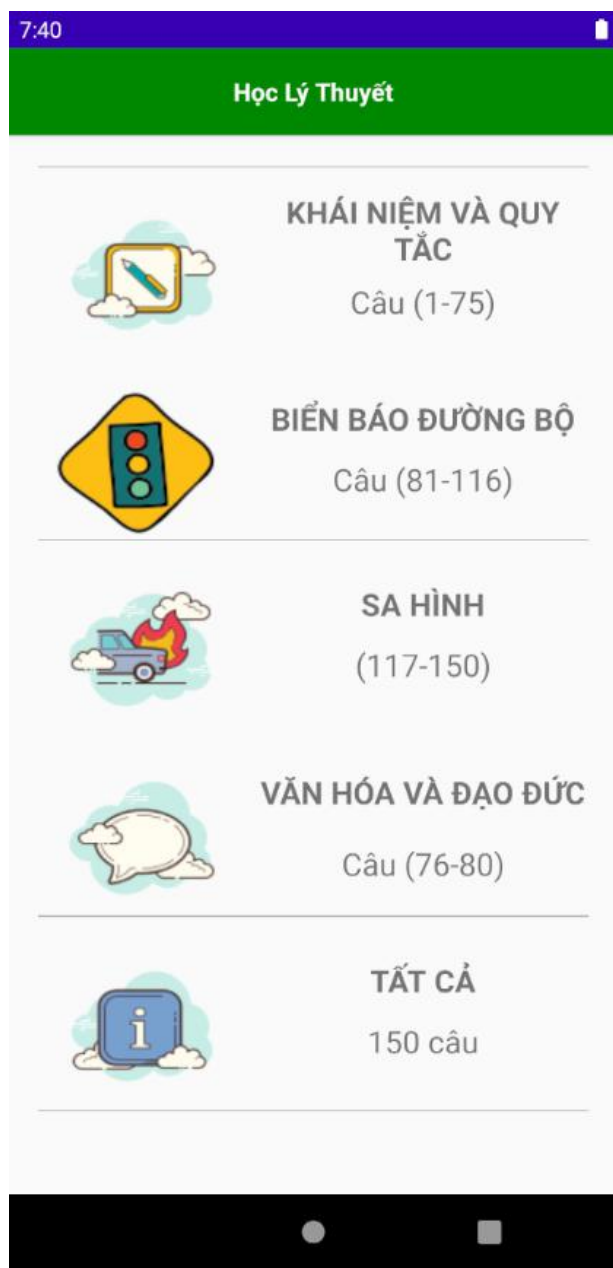 7:40
Học Lý Thuyết
KHÁI NIỆM VÀ QUY
TẮC
Câu (1-75)
BIỂN BÁO ĐƯỜNG BỘ
Câu (81-116)
SA HÌNH
(117-150)
VĂN HÓA VÀ ĐẠO ĐỨC
Câu (76-80)
TẤT CẢ
i
150 câu